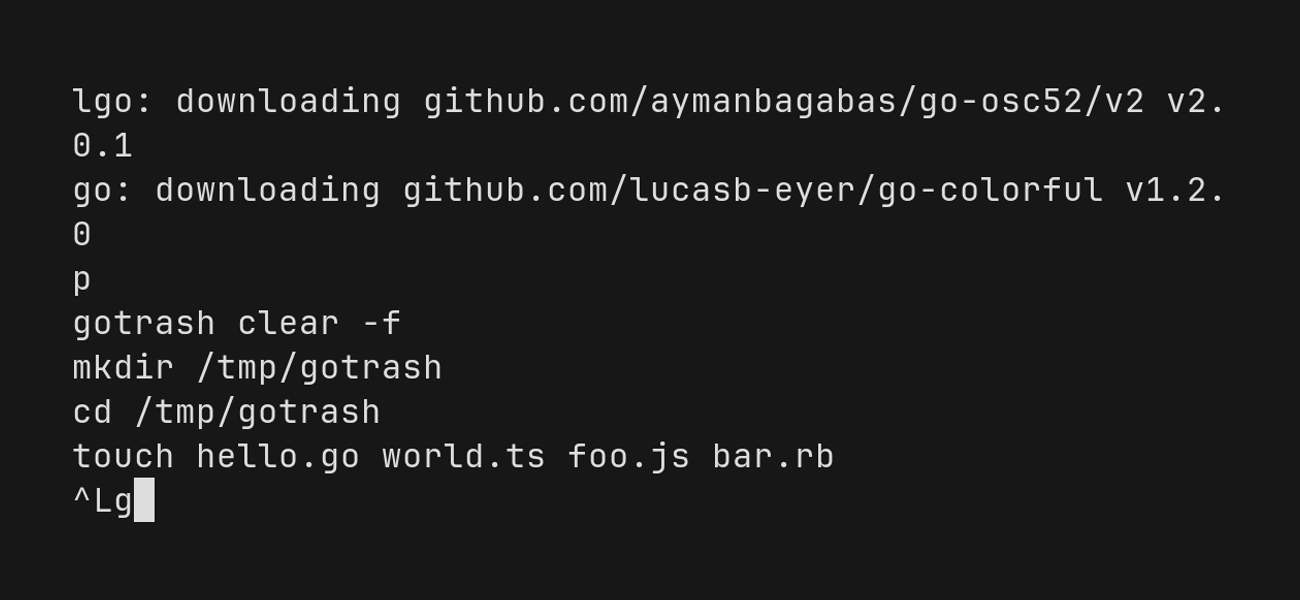 lgo: downloading github.com/aymanbagabas/go-osc52/v2 v2.
0.1
go: downloading github.com/lucasb-eyer/go-colorful v1.2.
0
p
gotrash clear -f
mkdir /tmp/gotrash
cd /tmp/gotrash
touch hello.go world.ts foo.js bar.rb
^Lg